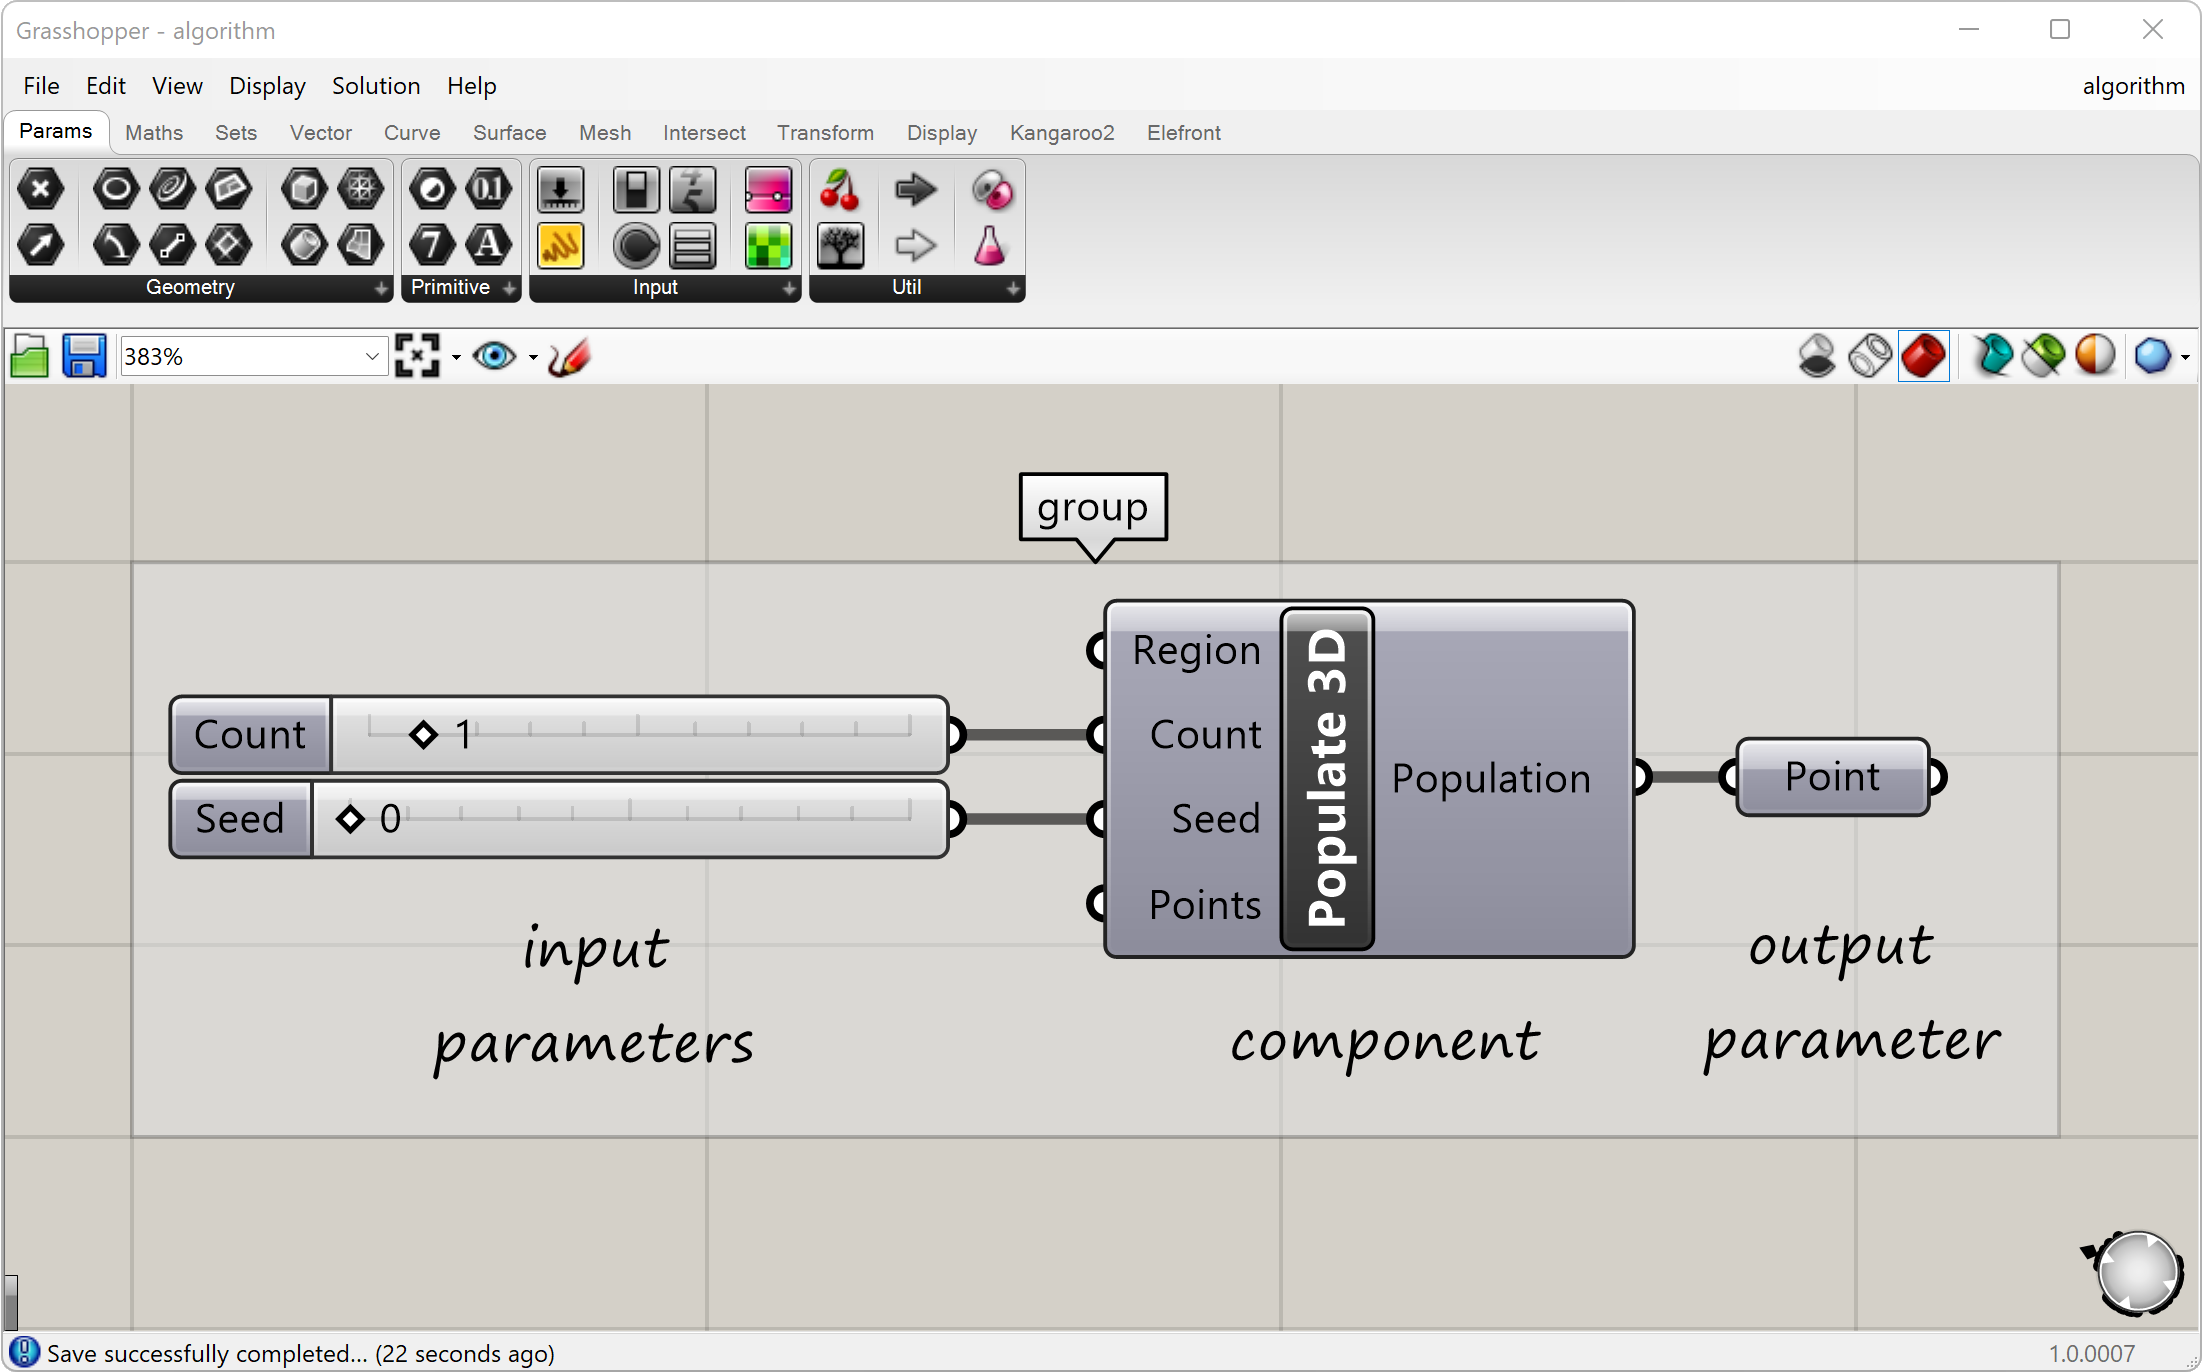 Grasshopper - algorithm
File Edit View Display Solution Help algorithm
Params Maths Sets Vector Curve Surface Mesh Intersect Transform Display Kangaroo2 Elefront
0.1
4
5
7 A
Geometry Primitive Input Util
383%
group
Region
Count
Seed
Points
Populate 3D
Population
Count 1
Seed 0
Point
input
parameters
component
output
parameter
Save successfully completed... (22 seconds ago) 1.0.0007